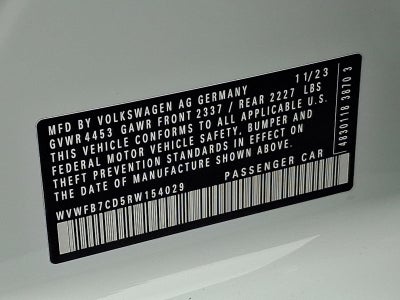 MFD BY VOLKSWAGEN AG GERMANY 11/23
GVWR 4453 GAWR FRONT 2337 / REAR 2227 LBS
THIS VEHICLE CONFORMS TO ALL APPLICABLE U.S.
FEDERAL MOTOR VEHICLE SAFETY, BUMPER AND
THEFT PREVENTION STANDARDS IN EFFECT ON
THE DATE OF MANUFACTURE SHOWN ABOVE.
WVWFB7CD5RW154029 PASSENGER CAR
4830118 3870 3